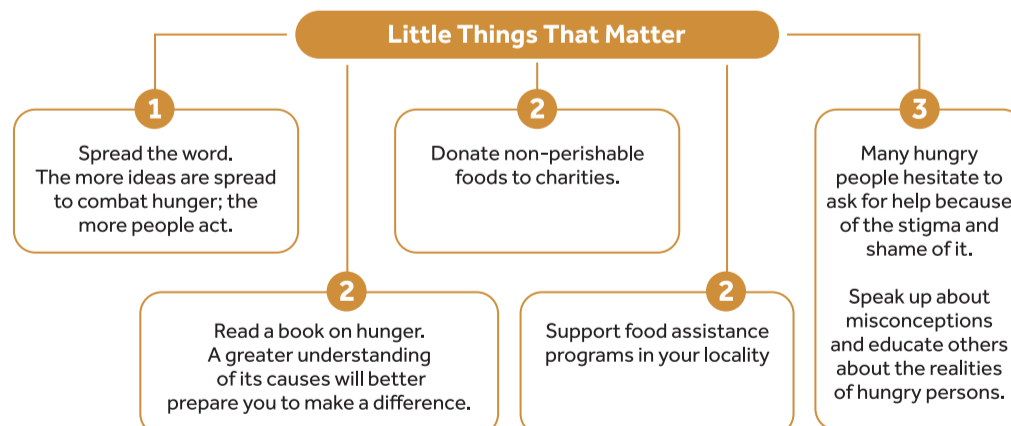 Little Things That Matter
1
Spread the word.
The more ideas are spread
to combat hunger; the
more people act.
2
Read a book on hunger.
A greater understanding
of its causes will better
prepare you to make a difference.
2
Donate non-perishable
foods to charities.
2
Support food assistance
programs in your locality
3
Many hungry
people hesitate to
ask for help because
of the stigma and
shame of it.
Speak up about
misconceptions
and educate others
about the realities
of hungry persons.